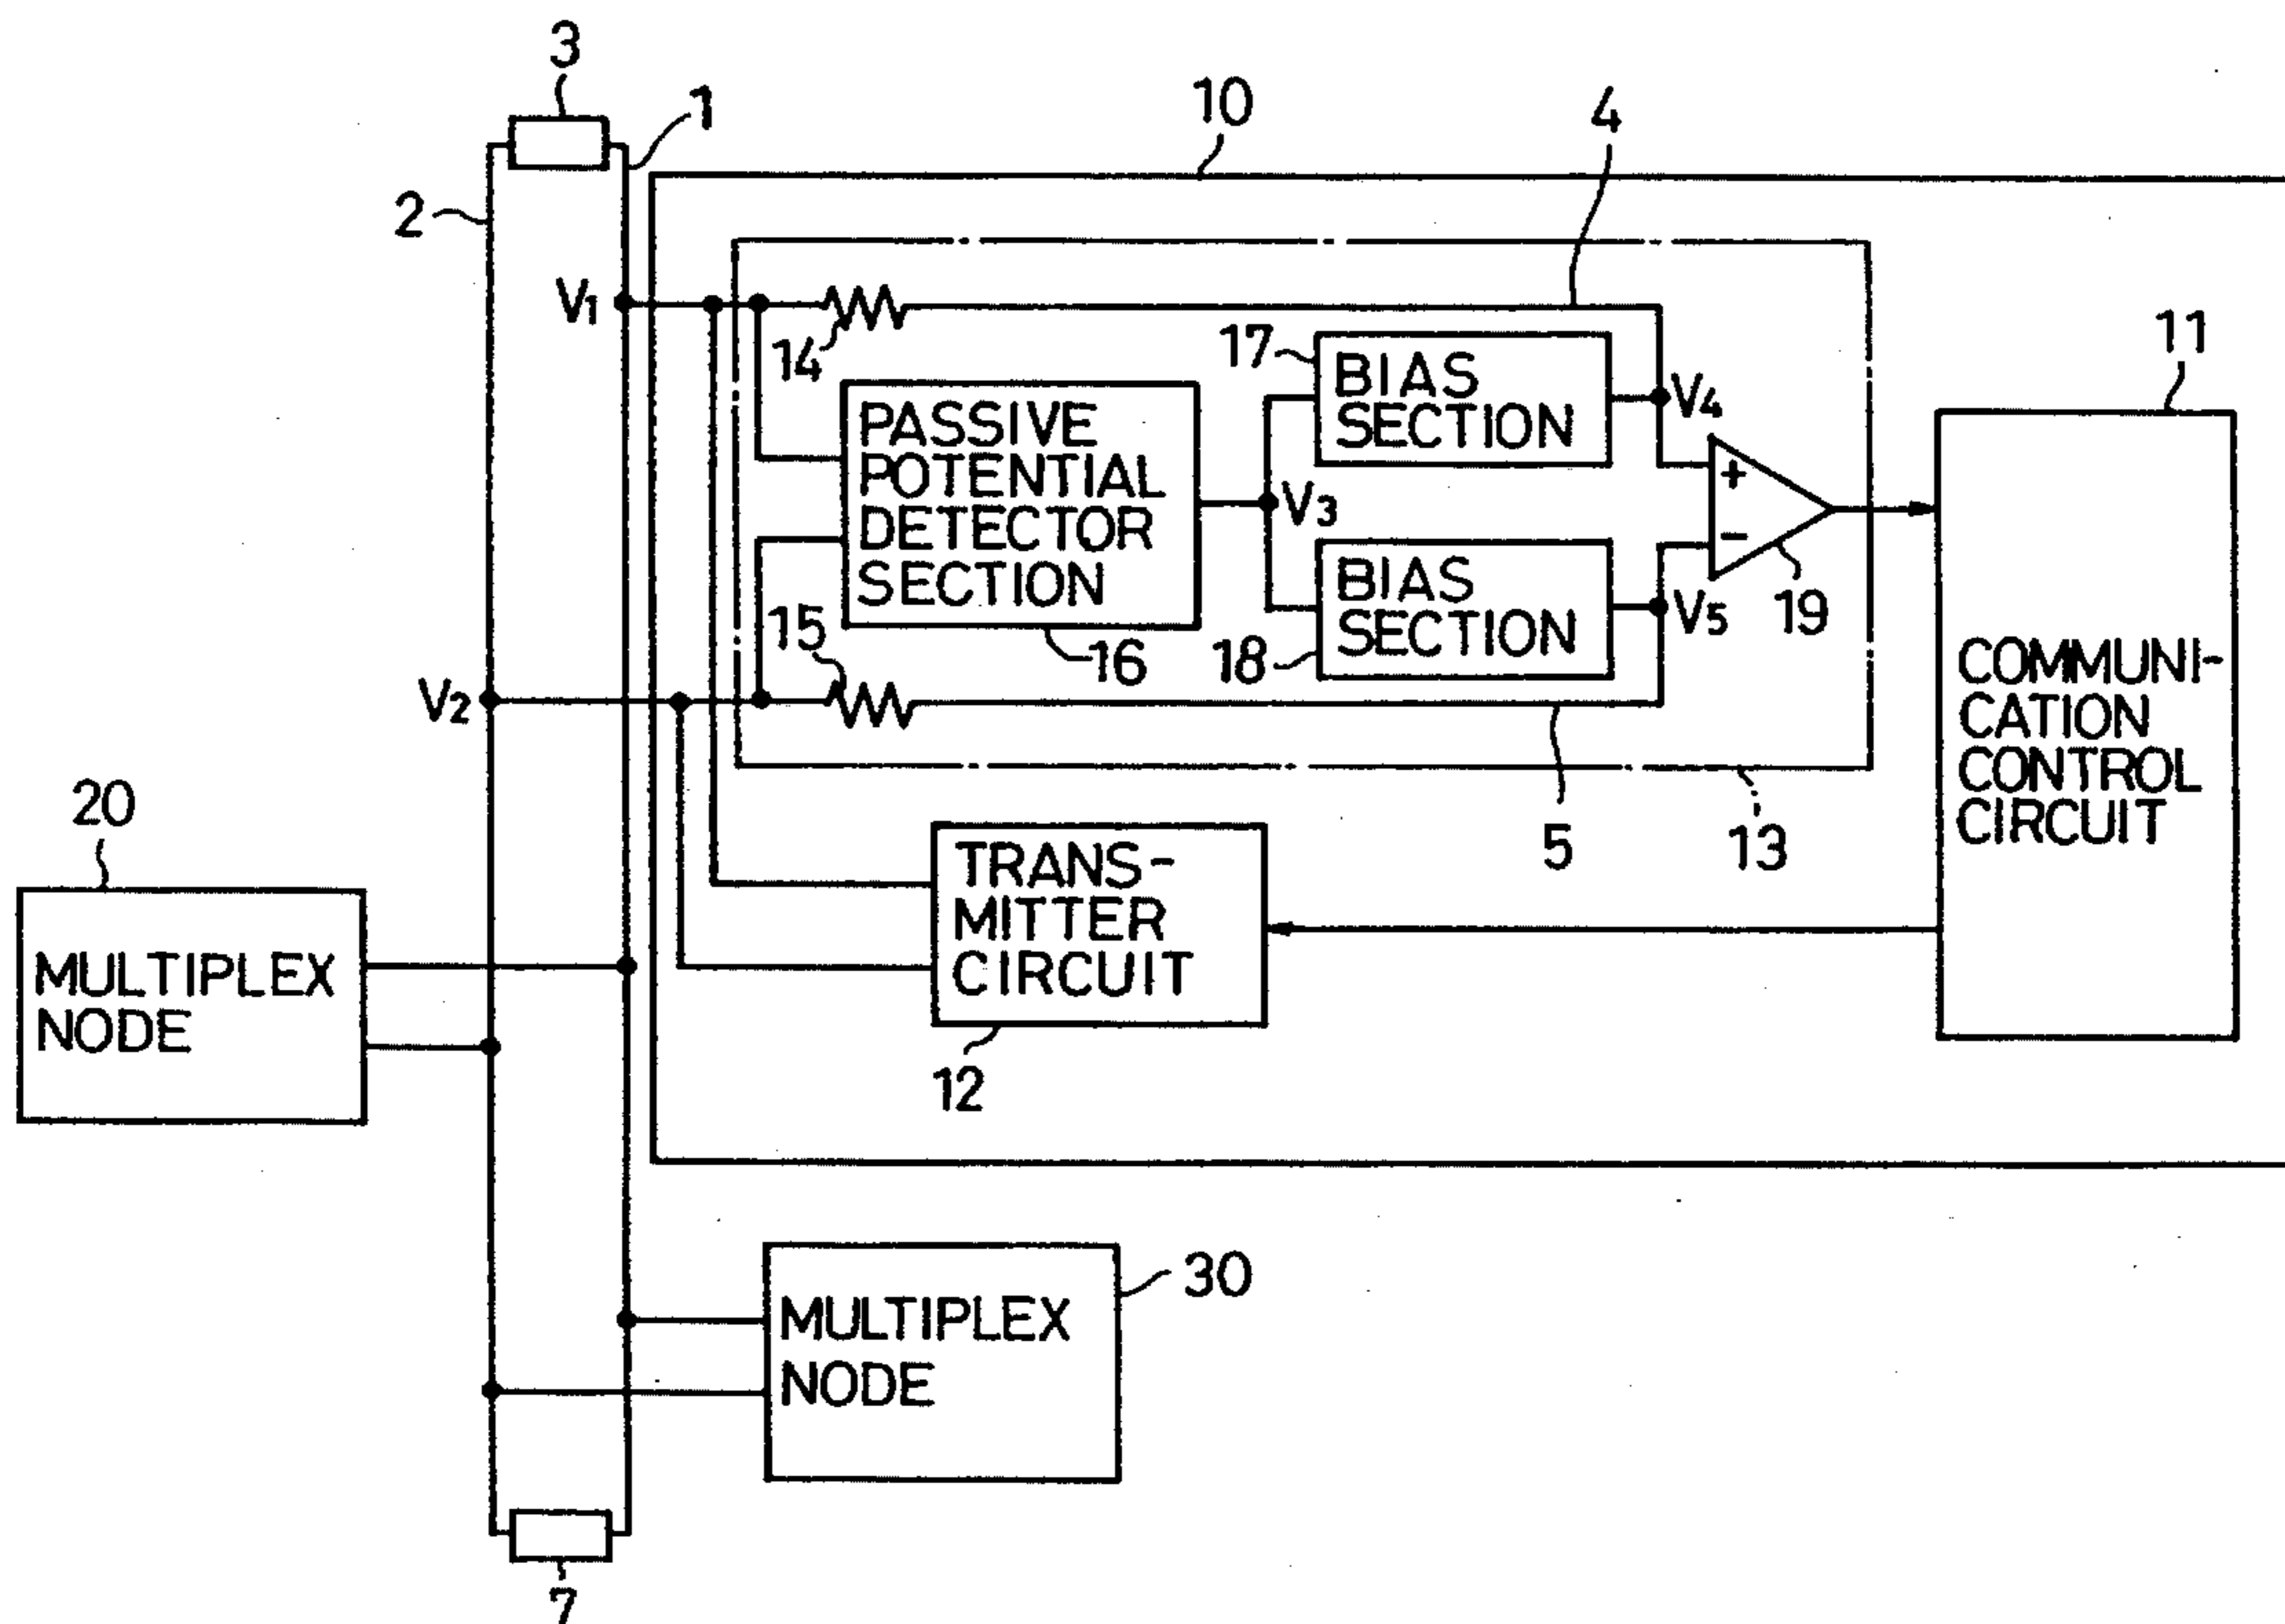 3
1
10
4
2
V1
14
17
BIAS
SECTION
V4
11
PASSIVE
POTENTIAL
DETECTOR
SECTION
V3
+
-
BIAS
SECTION
V5
19
15
16
18
V2
COMMUNI-
CATION
CONTROL
CIRCUIT
20
5
13
TRANS-
MITTER
CIRCUIT
MULTIPLEX
NODE
12
30
MULTIPLEX
NODE
7